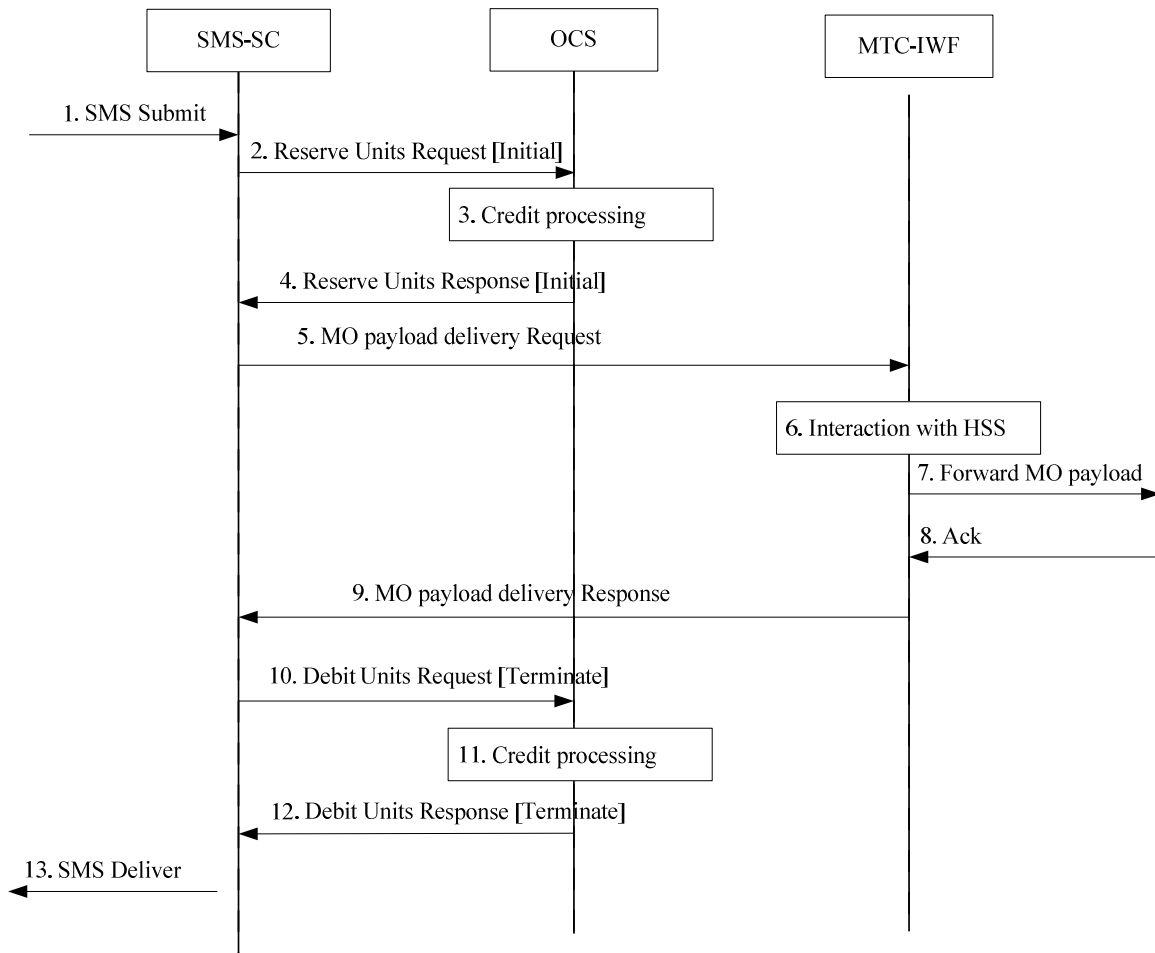 SMS-SC
OCS
MTC-IWF
1. SMS Submit
2. Reserve Units Request [Initial]
3. Credit processing
4. Reserve Units Response [Initial]
5. MO payload delivery Request
6. Interaction with HSS
7. Forward MO payload
8. Ack
9. MO payload delivery Response
10. Debit Units Request [Terminate]
11. Credit processing
12. Debit Units Response [Terminate]
13. SMS Deliver